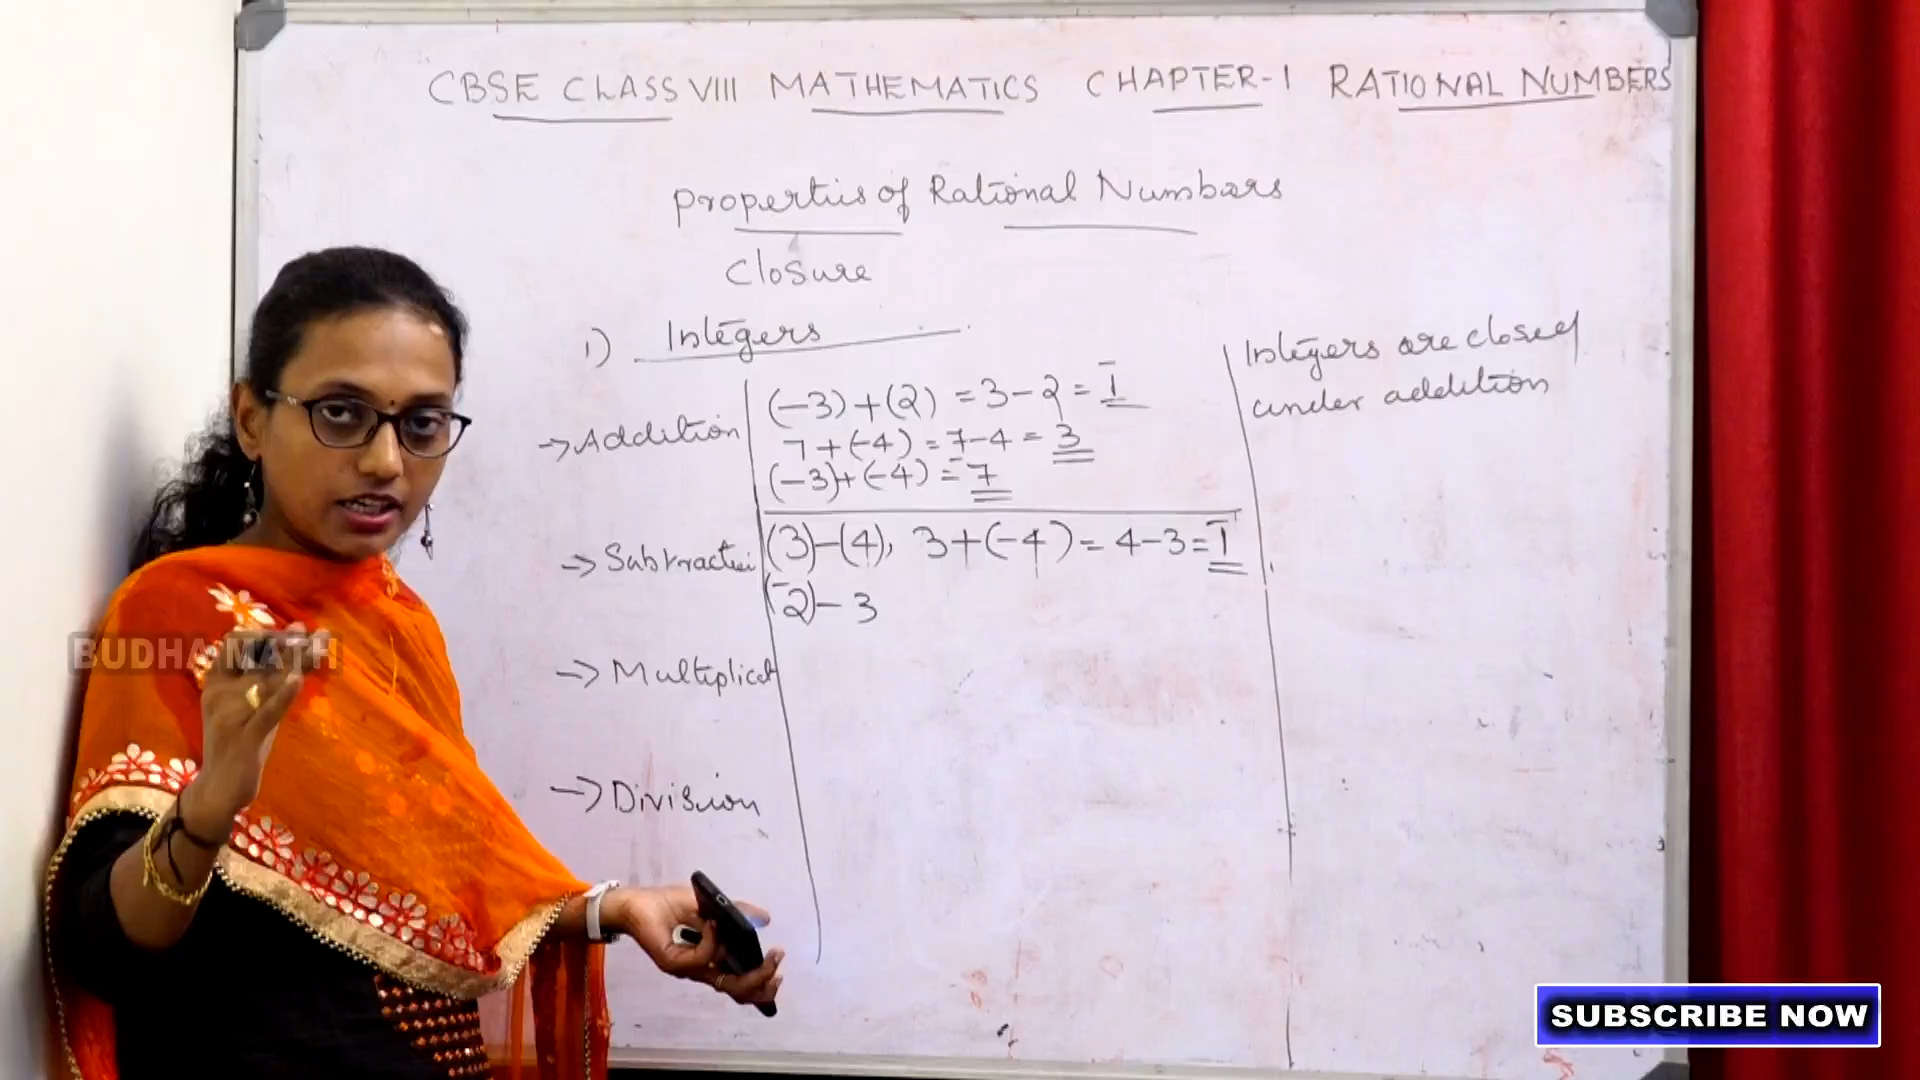 CBSE CLASS VIII MATHEMATICS CHAPTER-1 RATIONAL NUMBERS
Properties of Rational Numbers
Closure
1) Integers
Integers are closed
under addition
→Addition
(-3)+(2) = 3-2 = ‾1
7+(-4) = 7-4 = 3
(-3)+(-4) = ‾7
→Subtraction
(3)-(4), 3+(-4) = 4-3 = ‾1
(‾2)-3
→Multiplicat
→Division
BUDHA MATH
SUBSCRIBE NOW